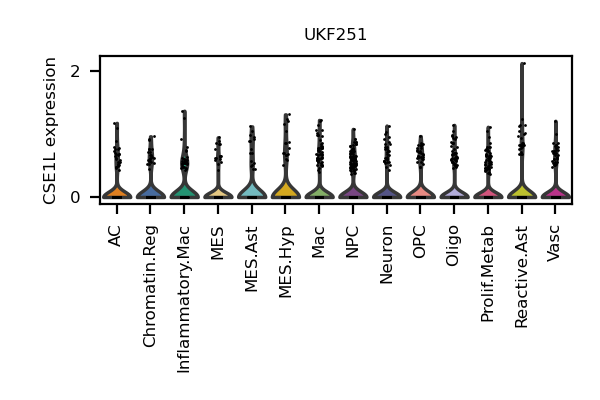 UKF251
CSE1L expression
2
0
AC
Chromatin.Reg
Inflammatory.Mac
MES
MES.Ast
MES.Hyp
Mac
NPC
Neuron
OPC
Oligo
Prolif.Metab
Reactive.Ast
Vasc